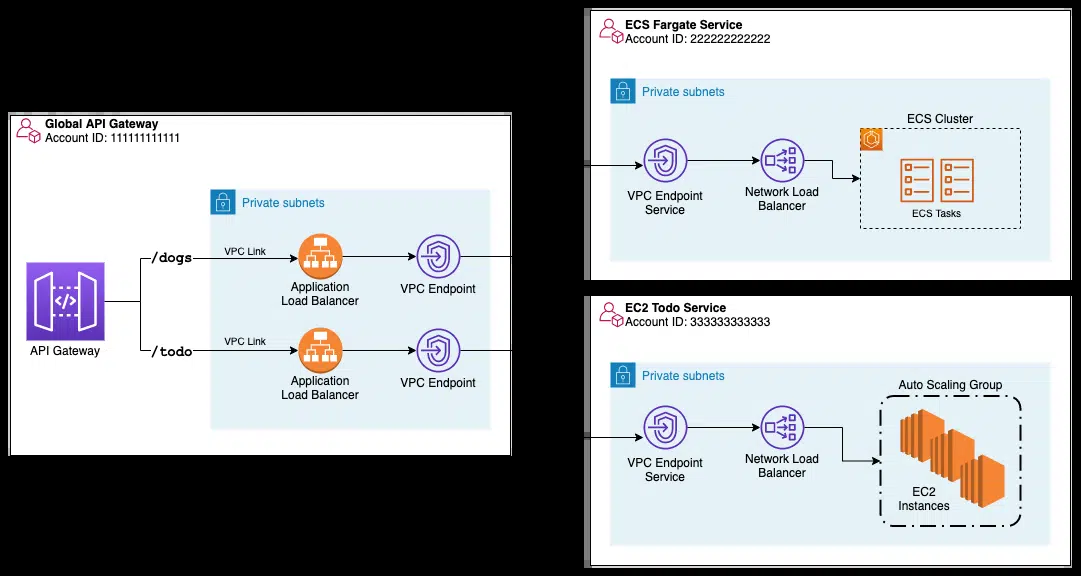 Global API Gateway
Account ID: 111111111111
Private subnets
/dogs
VPC Link
Application
Load Balancer
VPC Endpoint
API Gateway
/todo
VPC Link
Application
Load Balancer
VPC Endpoint
ECS Fargate Service
Account ID: 222222222222
Private subnets
VPC Endpoint
Service
Network Load
Balancer
ECS Cluster
ECS Tasks
EC2 Todo Service
Account ID: 333333333333
Private subnets
VPC Endpoint
Service
Network Load
Balancer
Auto Scaling Group
EC2
Instances